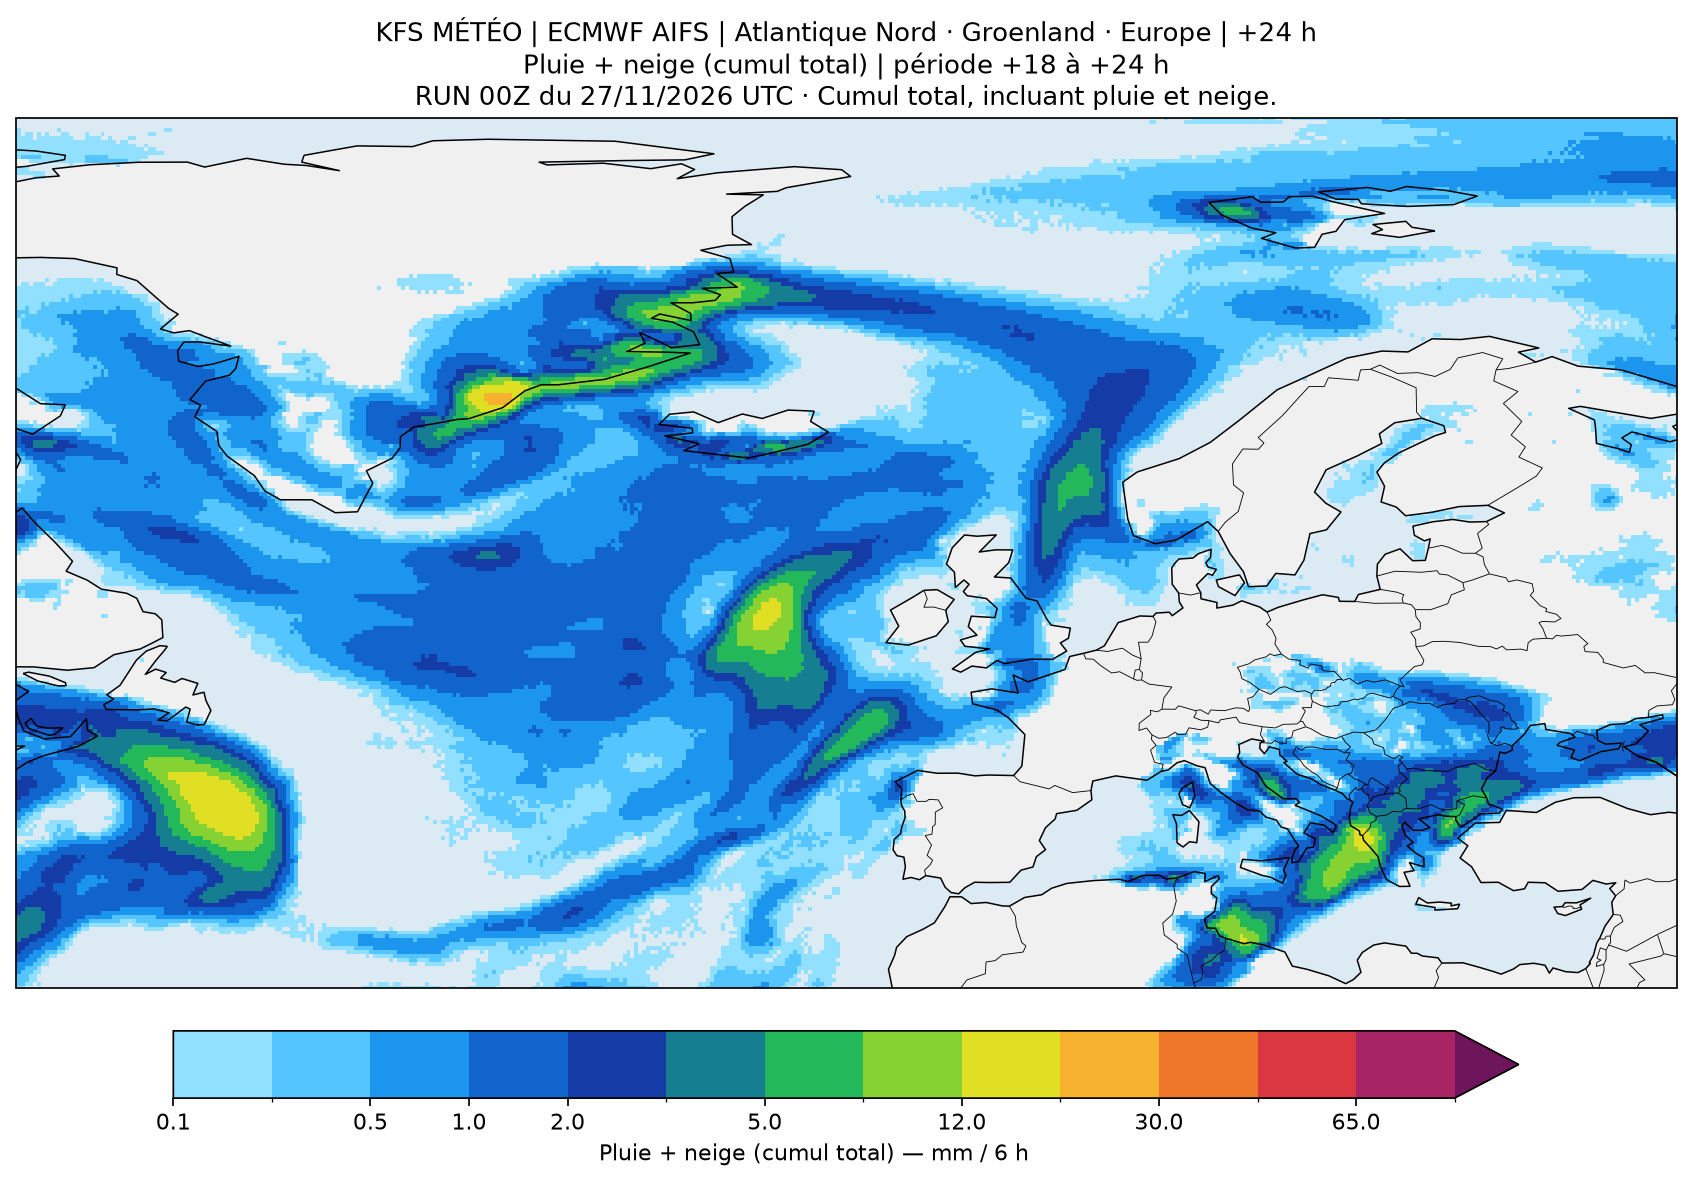 KFS MÉTÉO | ECMWF AIFS | Atlantique Nord · Groenland · Europe | +24 h
Pluie + neige (cumul total) | période +18 à +24 h
RUN 00Z du 27/11/2026 UTC · Cumul total, incluant pluie et neige.
0.1 0.5 1.0 2.0 5.0 12.0 30.0 65.0
Pluie + neige (cumul total) — mm / 6 h